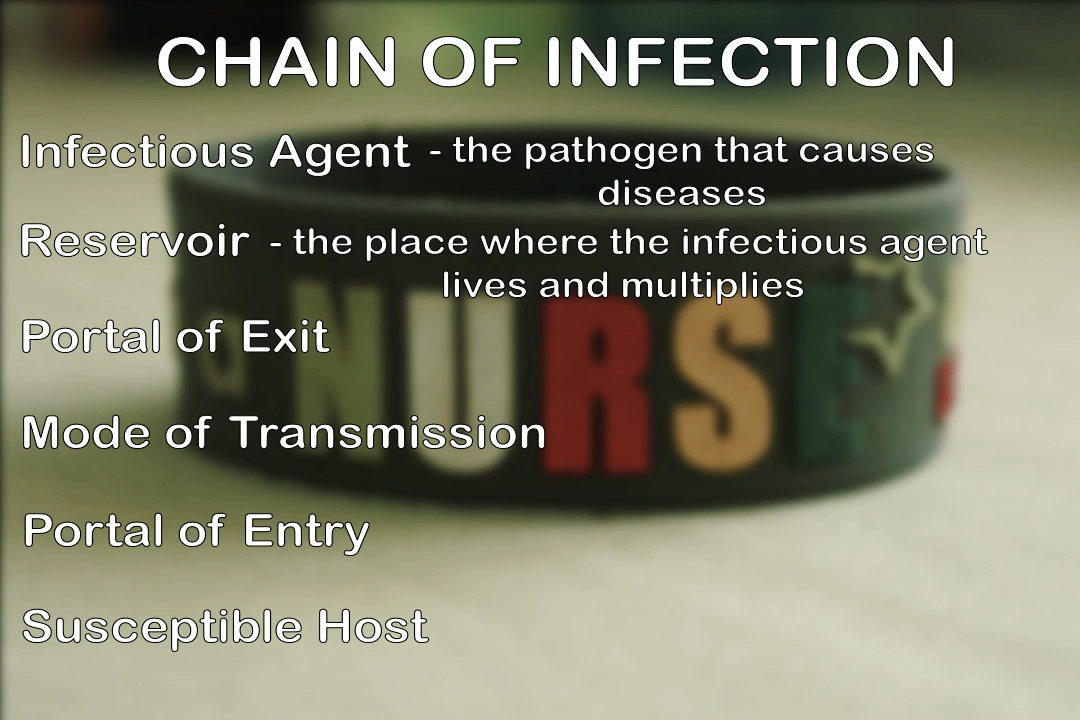 CHAIN OF INFECTION
Infectious Agent - the pathogen that causes
diseases
Reservoir - the place where the infectious agent
lives and multiplies
Portal of Exit
Mode of Transmission
Portal of Entry
Susceptible Host
NURSE